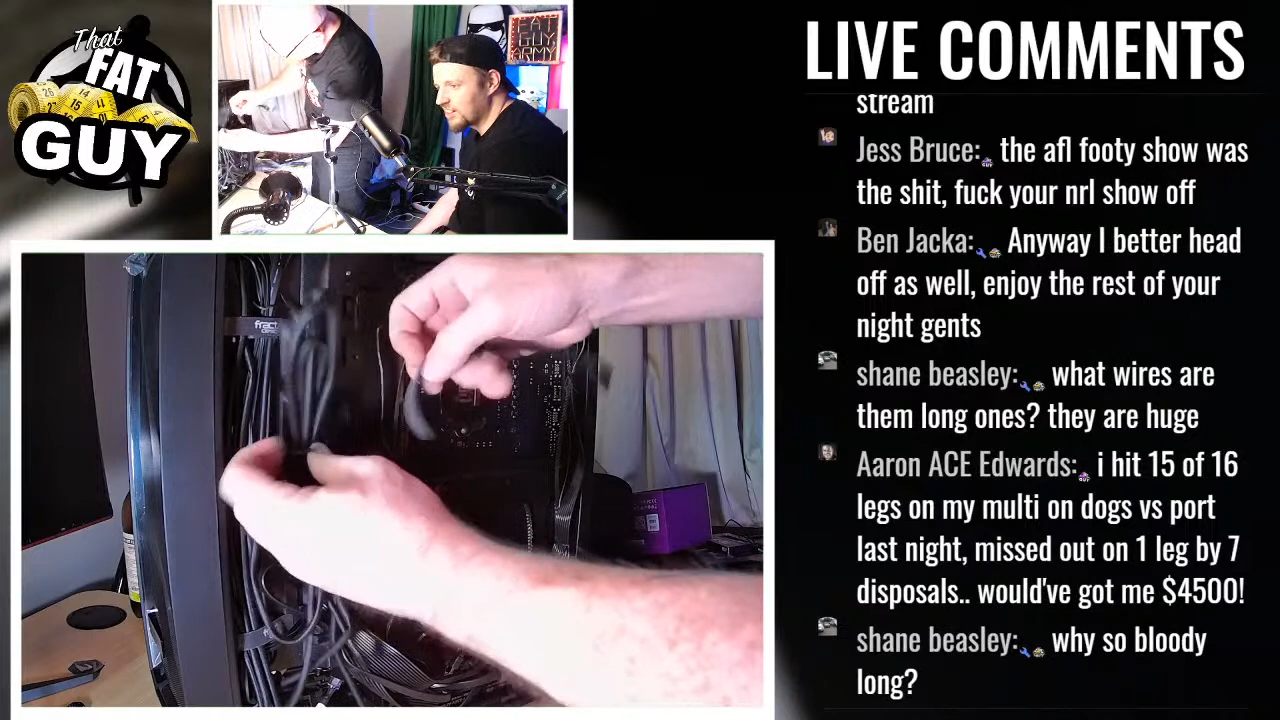 That
FAT
GUY
FAT
GUY
ARMY
LIVE COMMENTS
stream
Jess Bruce: the afl footy show was
the shit, fuck your nrl show off
Ben Jacka: Anyway I better head
off as well, enjoy the rest of your
night gents
shane beasley: what wires are
them long ones? they are huge
Aaron ACE Edwards: i hit 15 of 16
legs on my multi on dogs vs port
last night, missed out on 1 leg by 7
disposals.. would've got me $4500!
shane beasley: why so bloody
long?